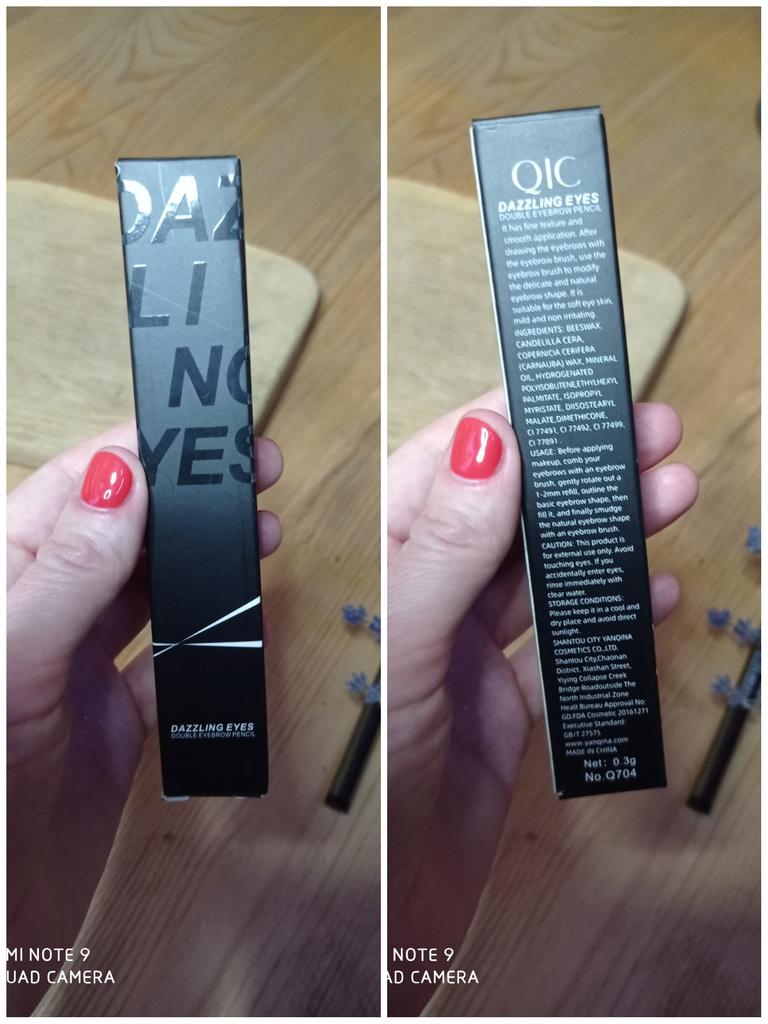 DAZ
LI
NG
YES
DAZZLING EYES
DOUBLE EYEBROW PENCIL
MI NOTE 9
UAD CAMERA
QIC
DAZZLING EYES
DOUBLE EYEBROW PENCIL
It has fine texture and
smooth application. After
drawing the eyebrows with
the eyebrow brush, use the
eyebrow brush to modify
the delicate and natural
eyebrow shape. It is
suitable for the soft eye skin,
mild and non irritating.
INGREDIENTS: BEESWAX,
CANDELILLA CERA,
COPERNICIA CERIFERA
(CARNAUBA) WAX, MINERAL
OIL, HYDROGENATED
POLYISOBUTENE,ETHYLHEXYL
PALMITATE, ISOPROPYL
MYRISTATE, DIISOSTEARYL
MALATE,DIMETHICONE,
CI 77491, CI 77492, CI 77499,
CI 77891 .
USAGE: Before applying
makeup, comb your
eyebrows with an eyebrow
brush, gently rotate out a
1-2mm refill, outline the
basic eyebrow shape, then
fill it, and finally smudge
the natural eyebrow shape
with an eyebrow brush.
CAUTION: This product is
for external use only. Avoid
touching eyes. If you
accidentally enter eyes,
rinse immediately with
clear water.
STORAGE CONDITIONS:
Please keep it in a cool and
dry place and avoid direct
sunlight.
SHANTOU CITY YANQINA
COSMETICS CO.,LTD.
Shantou City,Chaonan
District, Xiashan Street,
Yiying Collapse Creek
Bridge Roadoutside The
North Industrial Zone
Healt Bureau Approval No:
GD.FDA Cosmetic 20161271
Executive Standard:
GB/T 27575
www.yanqina.com
MADE IN CHINA
Net: 0.3g
No.Q704
NOTE 9
AD CAMERA